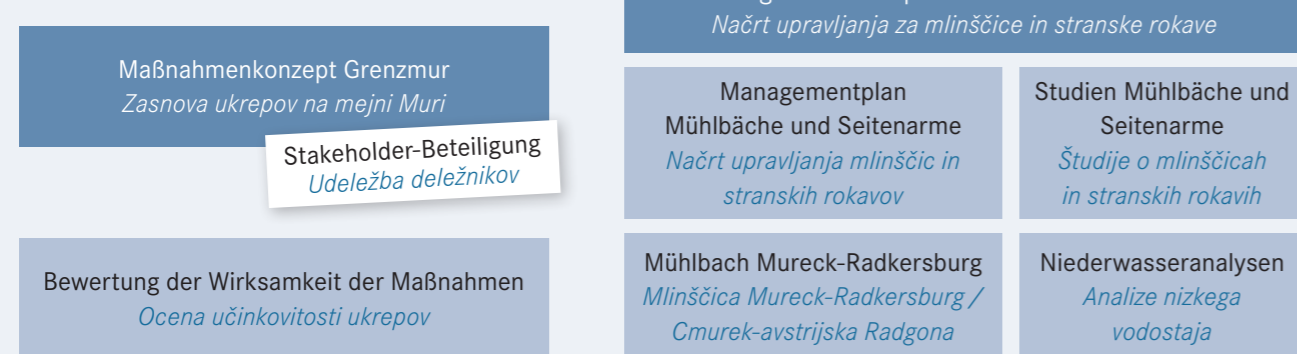 Maßnahmenkonzept Grenzmur
Zasnova ukrepov na mejni Muri
Stakeholder-Beteiligung
Udeležba deležnikov
Bewertung der Wirksamkeit der Maßnahmen
Ocena učinkovitosti ukrepov
Načrt upravljanja za mlinščice in stranske rokave
Managementplan
Mühlbäche und Seitenarme
Načrt upravljanja mlinščic in
stranskih rokavov
Studien Mühlbäche und
Seitenarme
Študije o mlinščicah
in stranskih rokavih
Mühlbach Mureck-Radkersburg
Mlinščica Mureck-Radkersburg /
Cmurek-avstrijska Radgona
Niederwasseranalysen
Analize nizkega
vodostaja